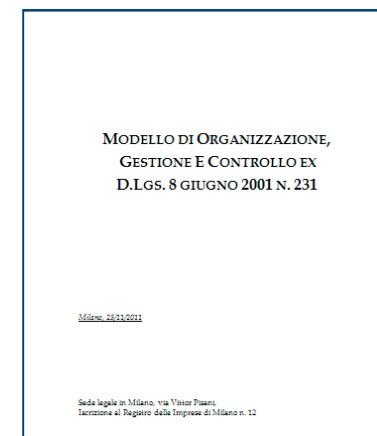 MODELLO DI ORGANIZZAZIONE,
GESTIONE E CONTROLLO EX
D.LGS. 8 GIUGNO 2001 N. 231
Milano, 23/11/2011
Sede legale in Milano, via Vittor Pisani,
Iscrizione al Registro delle Imprese di Milano n. 12